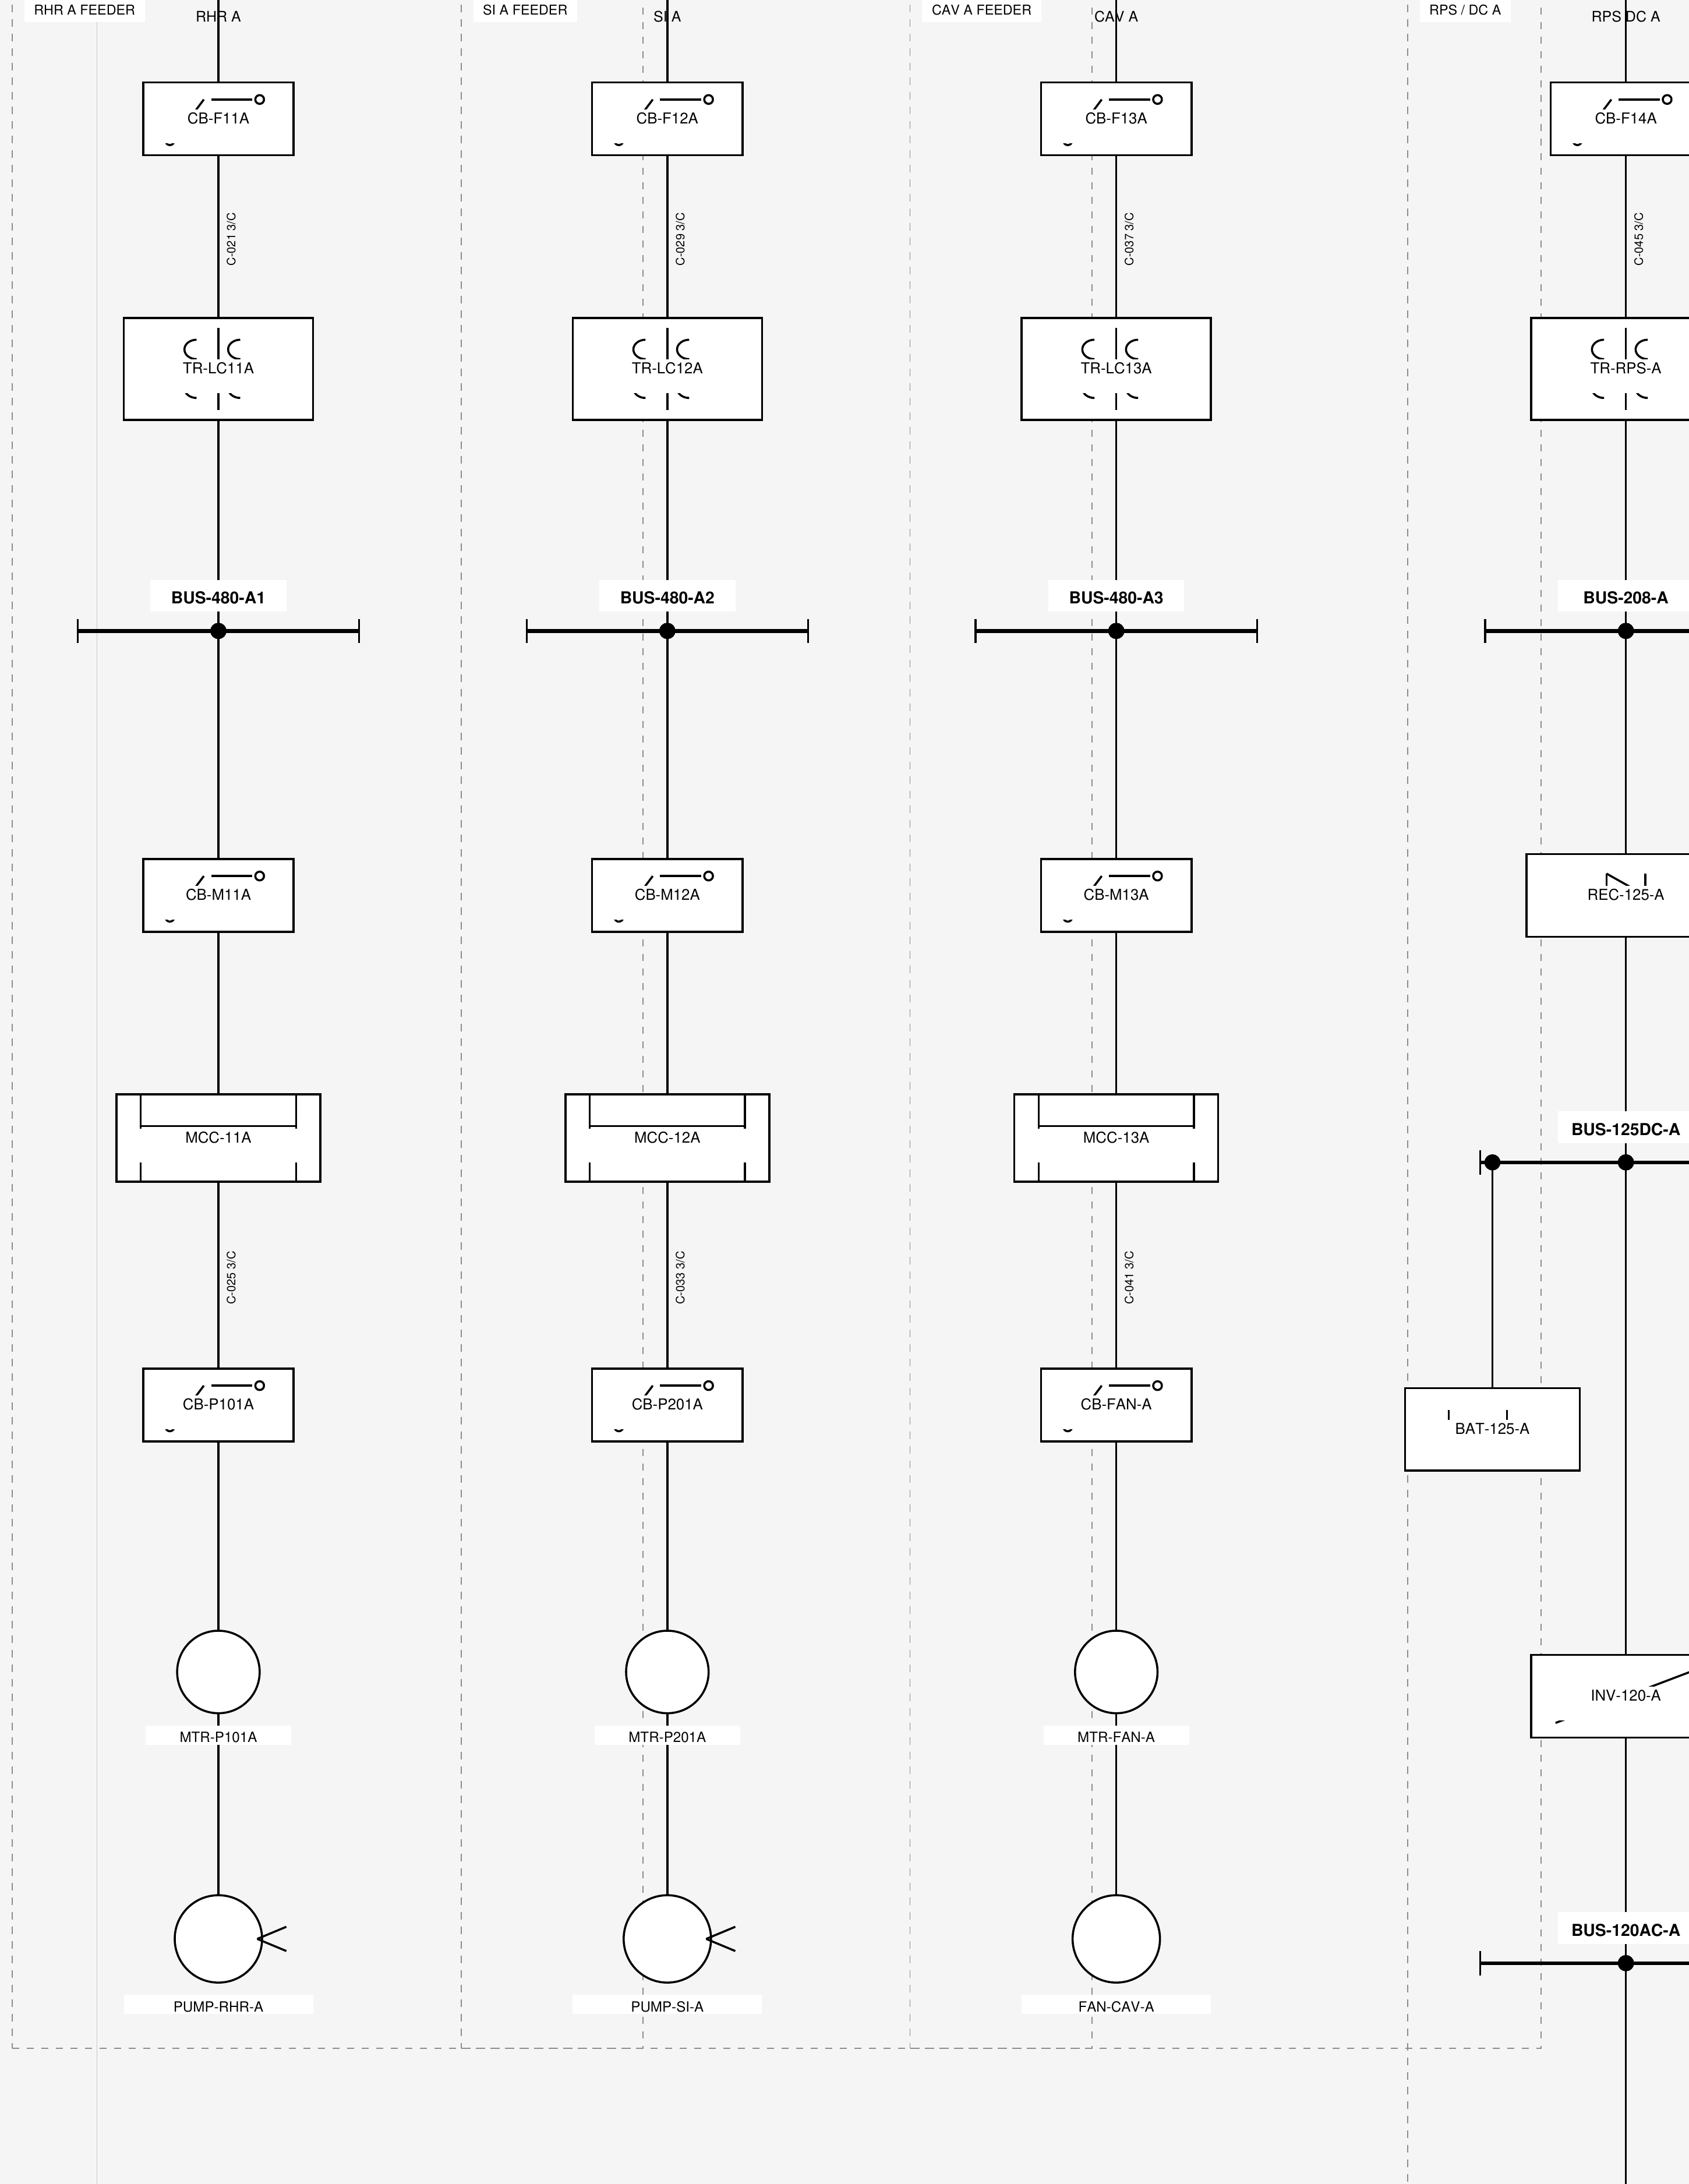 RHR A FEEDER
RHR A
SI A FEEDER
SI A
CAV A FEEDER
CAV A
RPS / DC A
RPS DC A
CB-F11A
CB-F12A
CB-F13A
CB-F14A
C-021 3/C
C-029 3/C
C-037 3/C
C-045 3/C
TR-LC11A
TR-LC12A
TR-LC13A
TR-RPS-A
BUS-480-A1
BUS-480-A2
BUS-480-A3
BUS-208-A
CB-M11A
CB-M12A
CB-M13A
REC-125-A
MCC-11A
MCC-12A
MCC-13A
BUS-125DC-A
C-025 3/C
C-033 3/C
C-041 3/C
CB-P101A
CB-P201A
CB-FAN-A
BAT-125-A
INV-120-A
MTR-P101A
MTR-P201A
MTR-FAN-A
BUS-120AC-A
PUMP-RHR-A
PUMP-SI-A
FAN-CAV-A